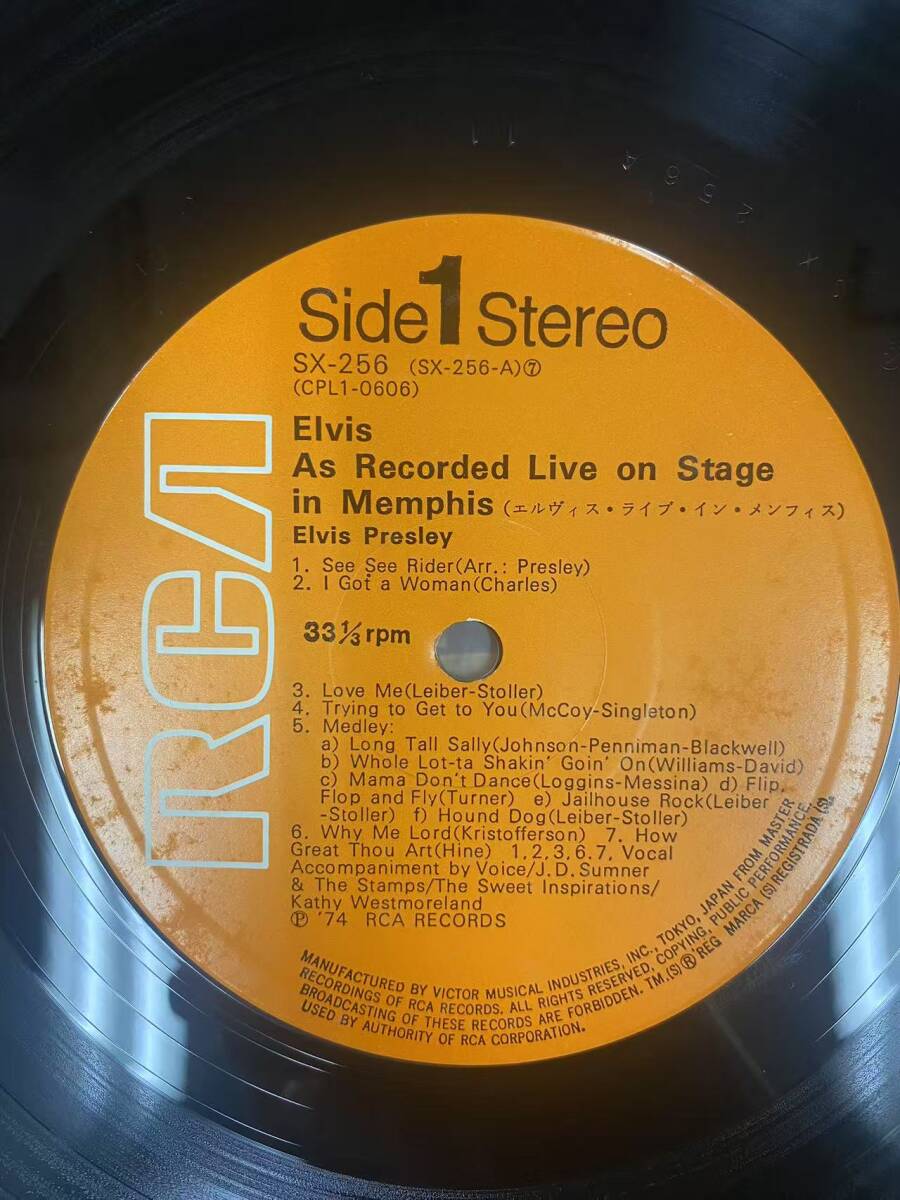 Side 1 Stereo
SX-256 (SX-256-A)⑦
(CPL1-0606)
Elvis
As Recorded Live on Stage
in Memphis (エルヴィス・ライブ・イン・メンフィス)
Elvis Presley
1. See See Rider(Arr.: Presley)
2. I Got a Woman(Charles)
33 1/3 rpm
3. Love Me(Leiber-Stoller)
4. Trying to Get to You(McCoy-Singleton)
5. Medley:
a) Long Tall Sally(Johnson-Penniman-Blackwell)
b) Whole Lot-ta Shakin' Goin' On(Williams-David)
c) Mama Don't Dance(Loggins-Messina) d) Flip,
Flop and Fly(Turner) e) Jailhouse Rock(Leiber
-Stoller) f) Hound Dog(Leiber-Stoller)
6. Why Me Lord(Kristofferson) 7. How
Great Thou Art(Hine) 1,2,3,6,7, Vocal
Accompaniment by Voice/J.D. Sumner
& The Stamps/The Sweet Inspirations/
Kathy Westmoreland
℗ '74 RCA RECORDS
MANUFACTURED BY VICTOR MUSICAL INDUSTRIES, INC., TOKYO, JAPAN FROM MASTER
RECORDINGS OF RCA RECORDS. ALL RIGHTS RESERVED, COPYING, PUBLIC PERFORMANCE,
BROADCASTING OF THESE RECORDS ARE FORBIDDEN. TM.(S)® REG MARCA (S) REGISTRADA (S)
USED BY AUTHORITY OF RCA CORPORATION.
RCA
256A
11